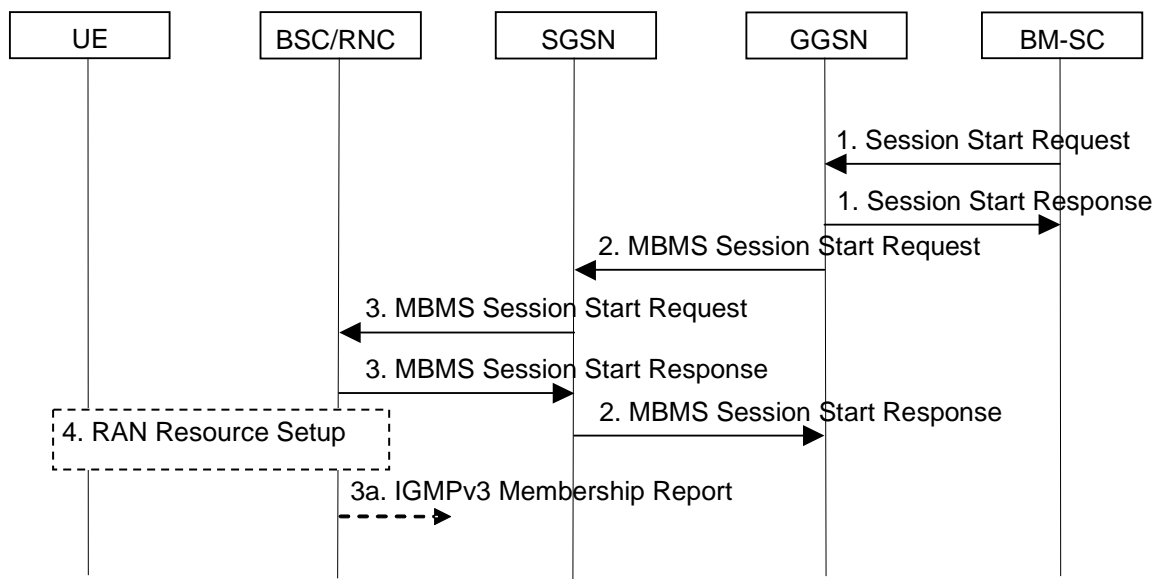 UE
BSC/RNC
SGSN
GGSN
BM-SC
1. Session Start Request
1. Session Start Response
2. MBMS Session Start Request
3. MBMS Session Start Request
3. MBMS Session Start Response
2. MBMS Session Start Response
4. RAN Resource Setup
3a. IGMPv3 Membership Report